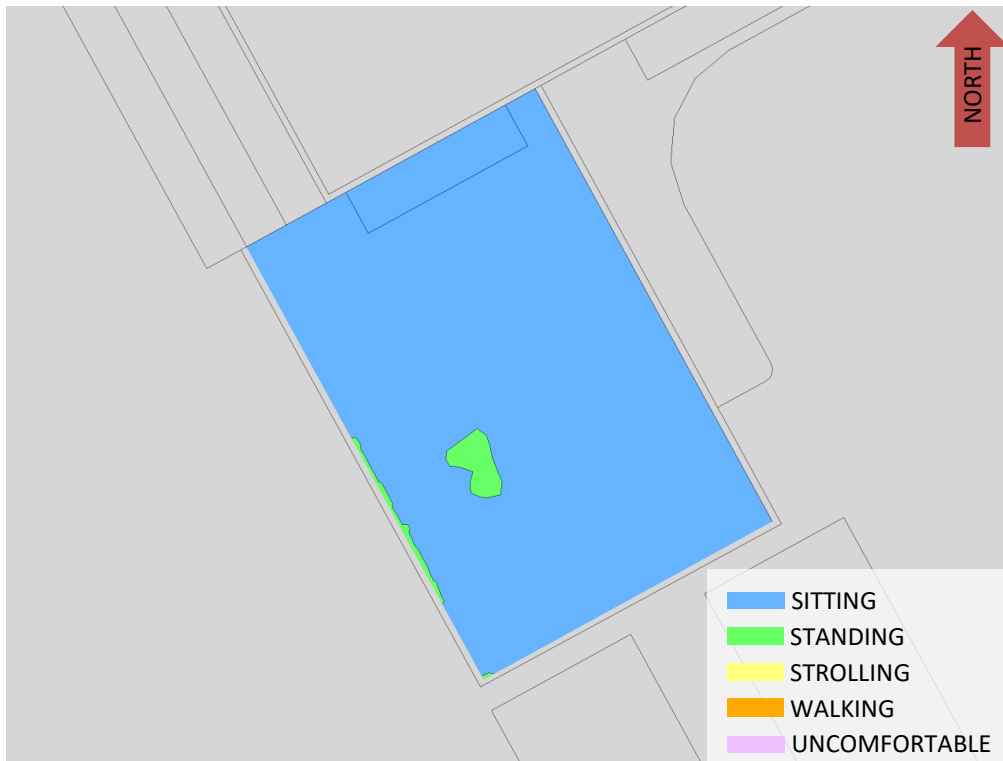 NORTH
SITTING
STANDING
STROLLING
WALKING
UNCOMFORTABLE